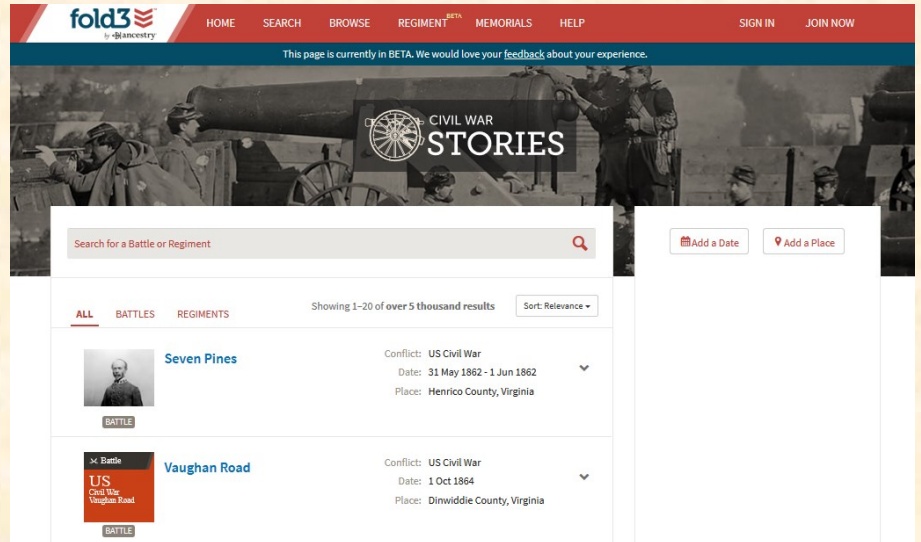 fold3
by ancestry
HOME SEARCH BROWSE REGIMENT BETA MEMORIALS HELP SIGN IN JOIN NOW
This page is currently in BETA. We would love your feedback about your experience.
CIVIL WAR
STORIES
Search for a Battle or Regiment
Add a Date Add a Place
ALL BATTLES REGIMENTS Showing 1–20 of over 5 thousand results Sort: Relevance
Seven Pines
Conflict: US Civil War
Date: 31 May 1862 - 1 Jun 1862
Place: Henrico County, Virginia
BATTLE
Battle
US
Civil War
Vaughan Road
BATTLE
Vaughan Road
Conflict: US Civil War
Date: 1 Oct 1864
Place: Dinwiddie County, Virginia